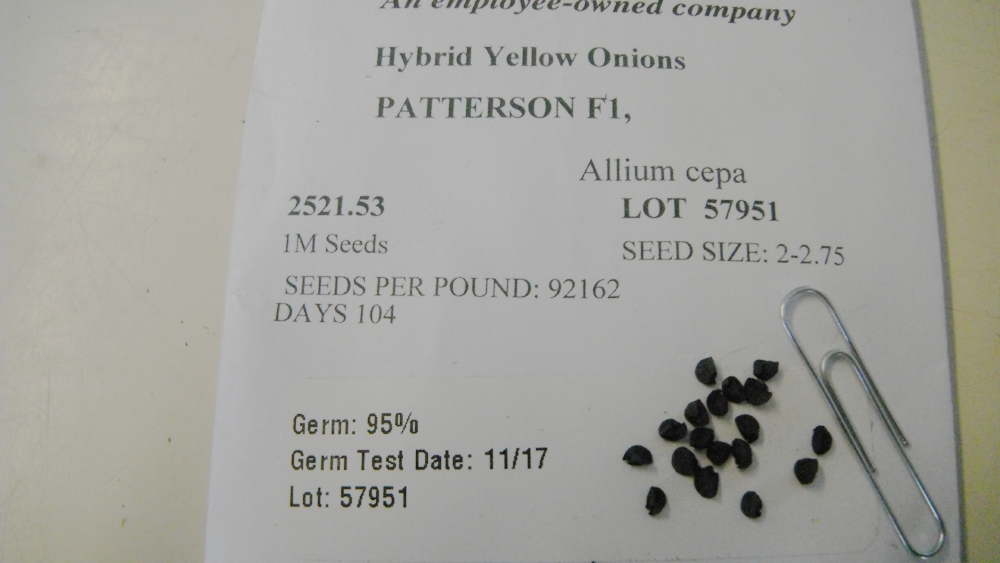 An employee-owned company
Hybrid Yellow Onions
PATTERSON F1,
Allium cepa
2521.53 LOT 57951
1M Seeds SEED SIZE: 2-2.75
SEEDS PER POUND: 92162
DAYS 104
Germ: 95%
Germ Test Date: 11/17
Lot: 57951